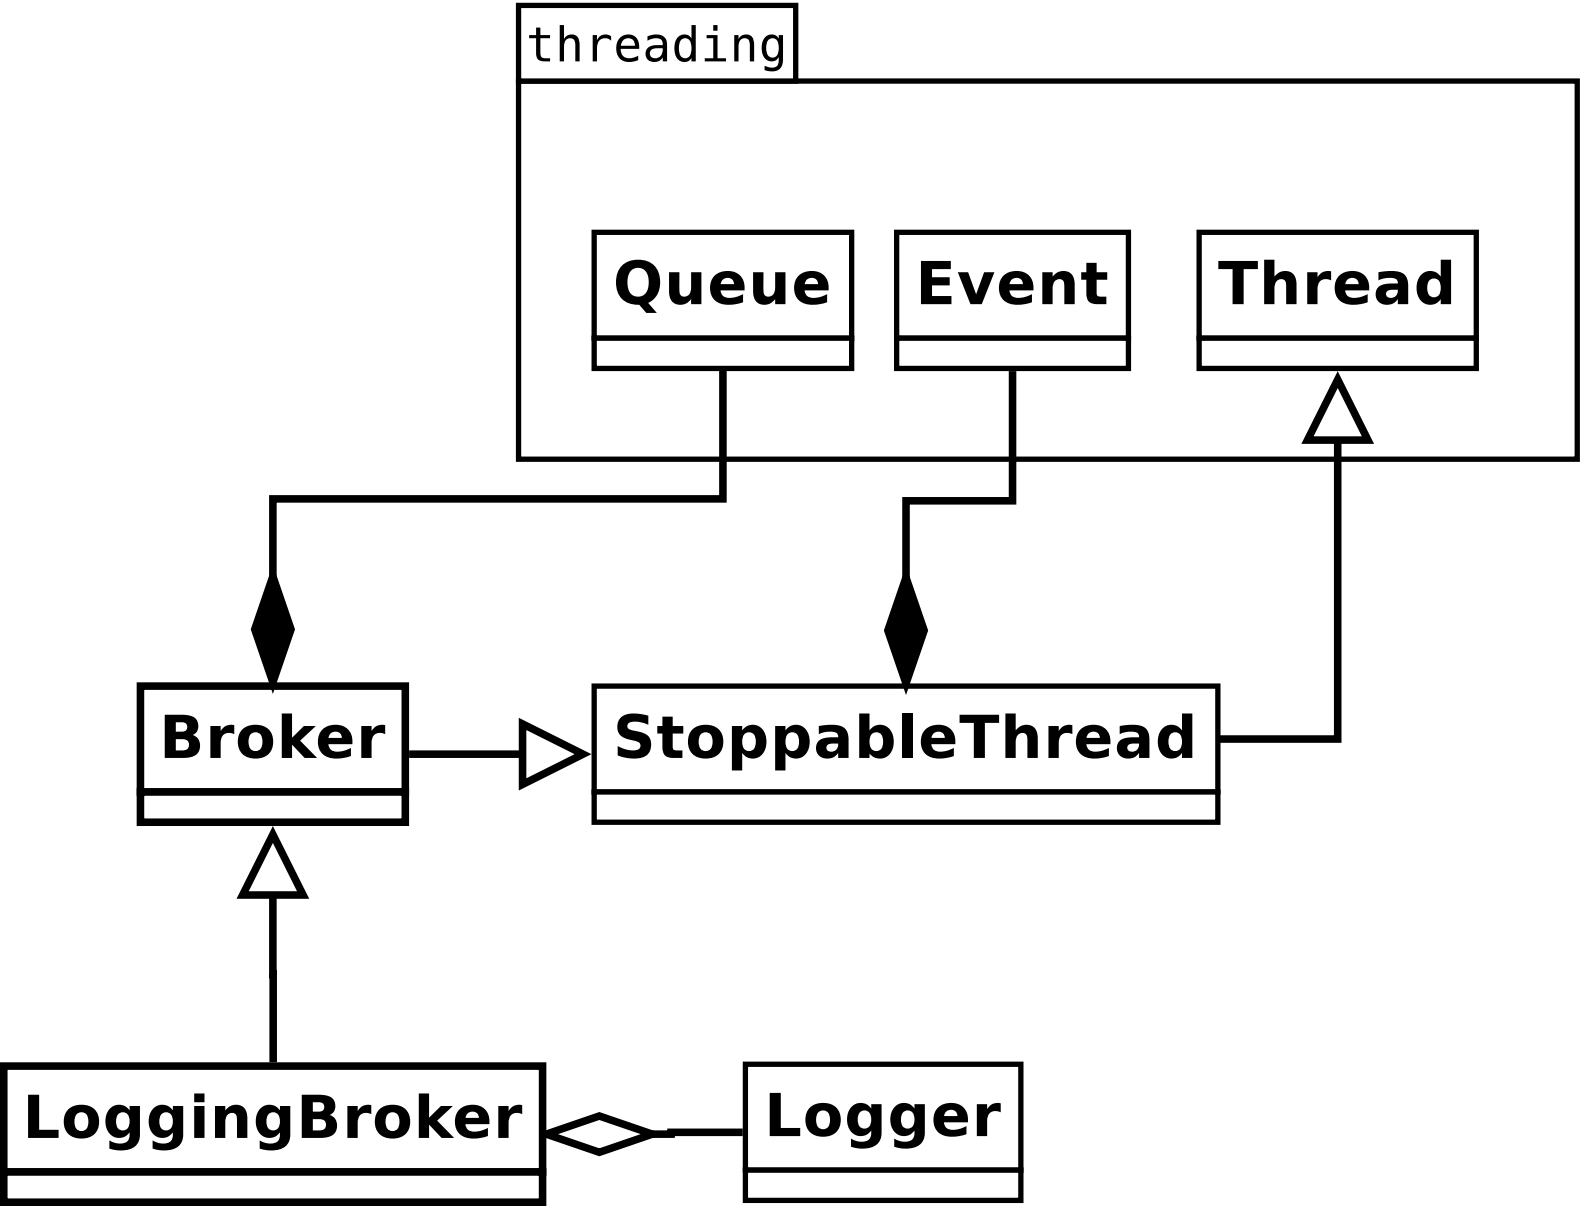 threading
Queue
Event
Thread
Broker
StoppableThread
LoggingBroker
Logger